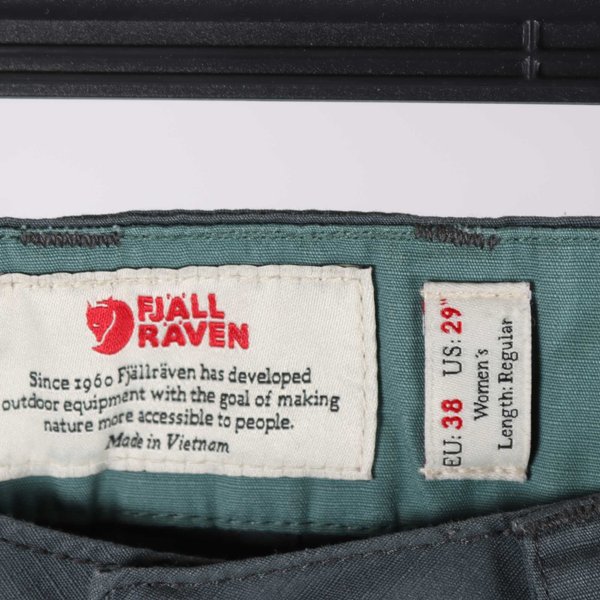 FJÄLL
RÄVEN
Since 1960 Fjällräven has developed
outdoor equipment with the goal of making
nature more accessible to people.
Made in Vietnam
EU: 38 US: 29"
Women's
Length: Regular